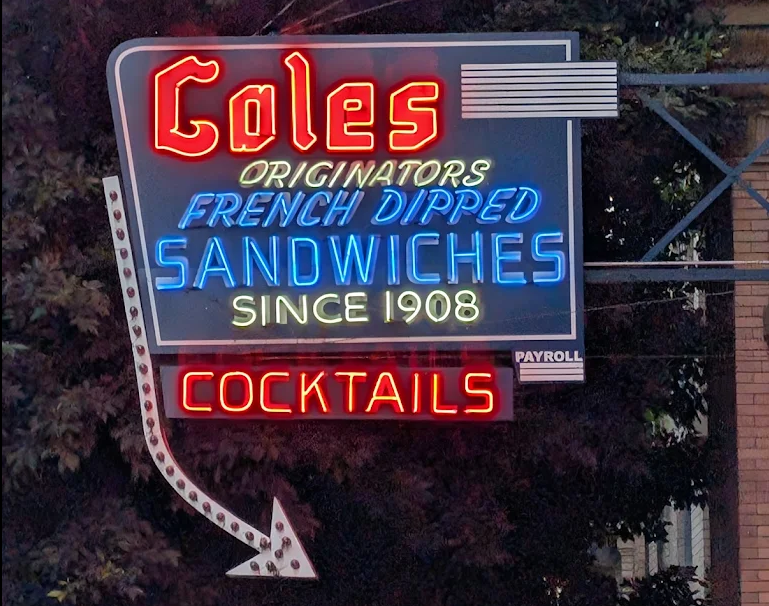 Coles
ORIGINATORS
FRENCH DIPPED
SANDWICHES
SINCE 1908
PAYROLL
COCKTAILS